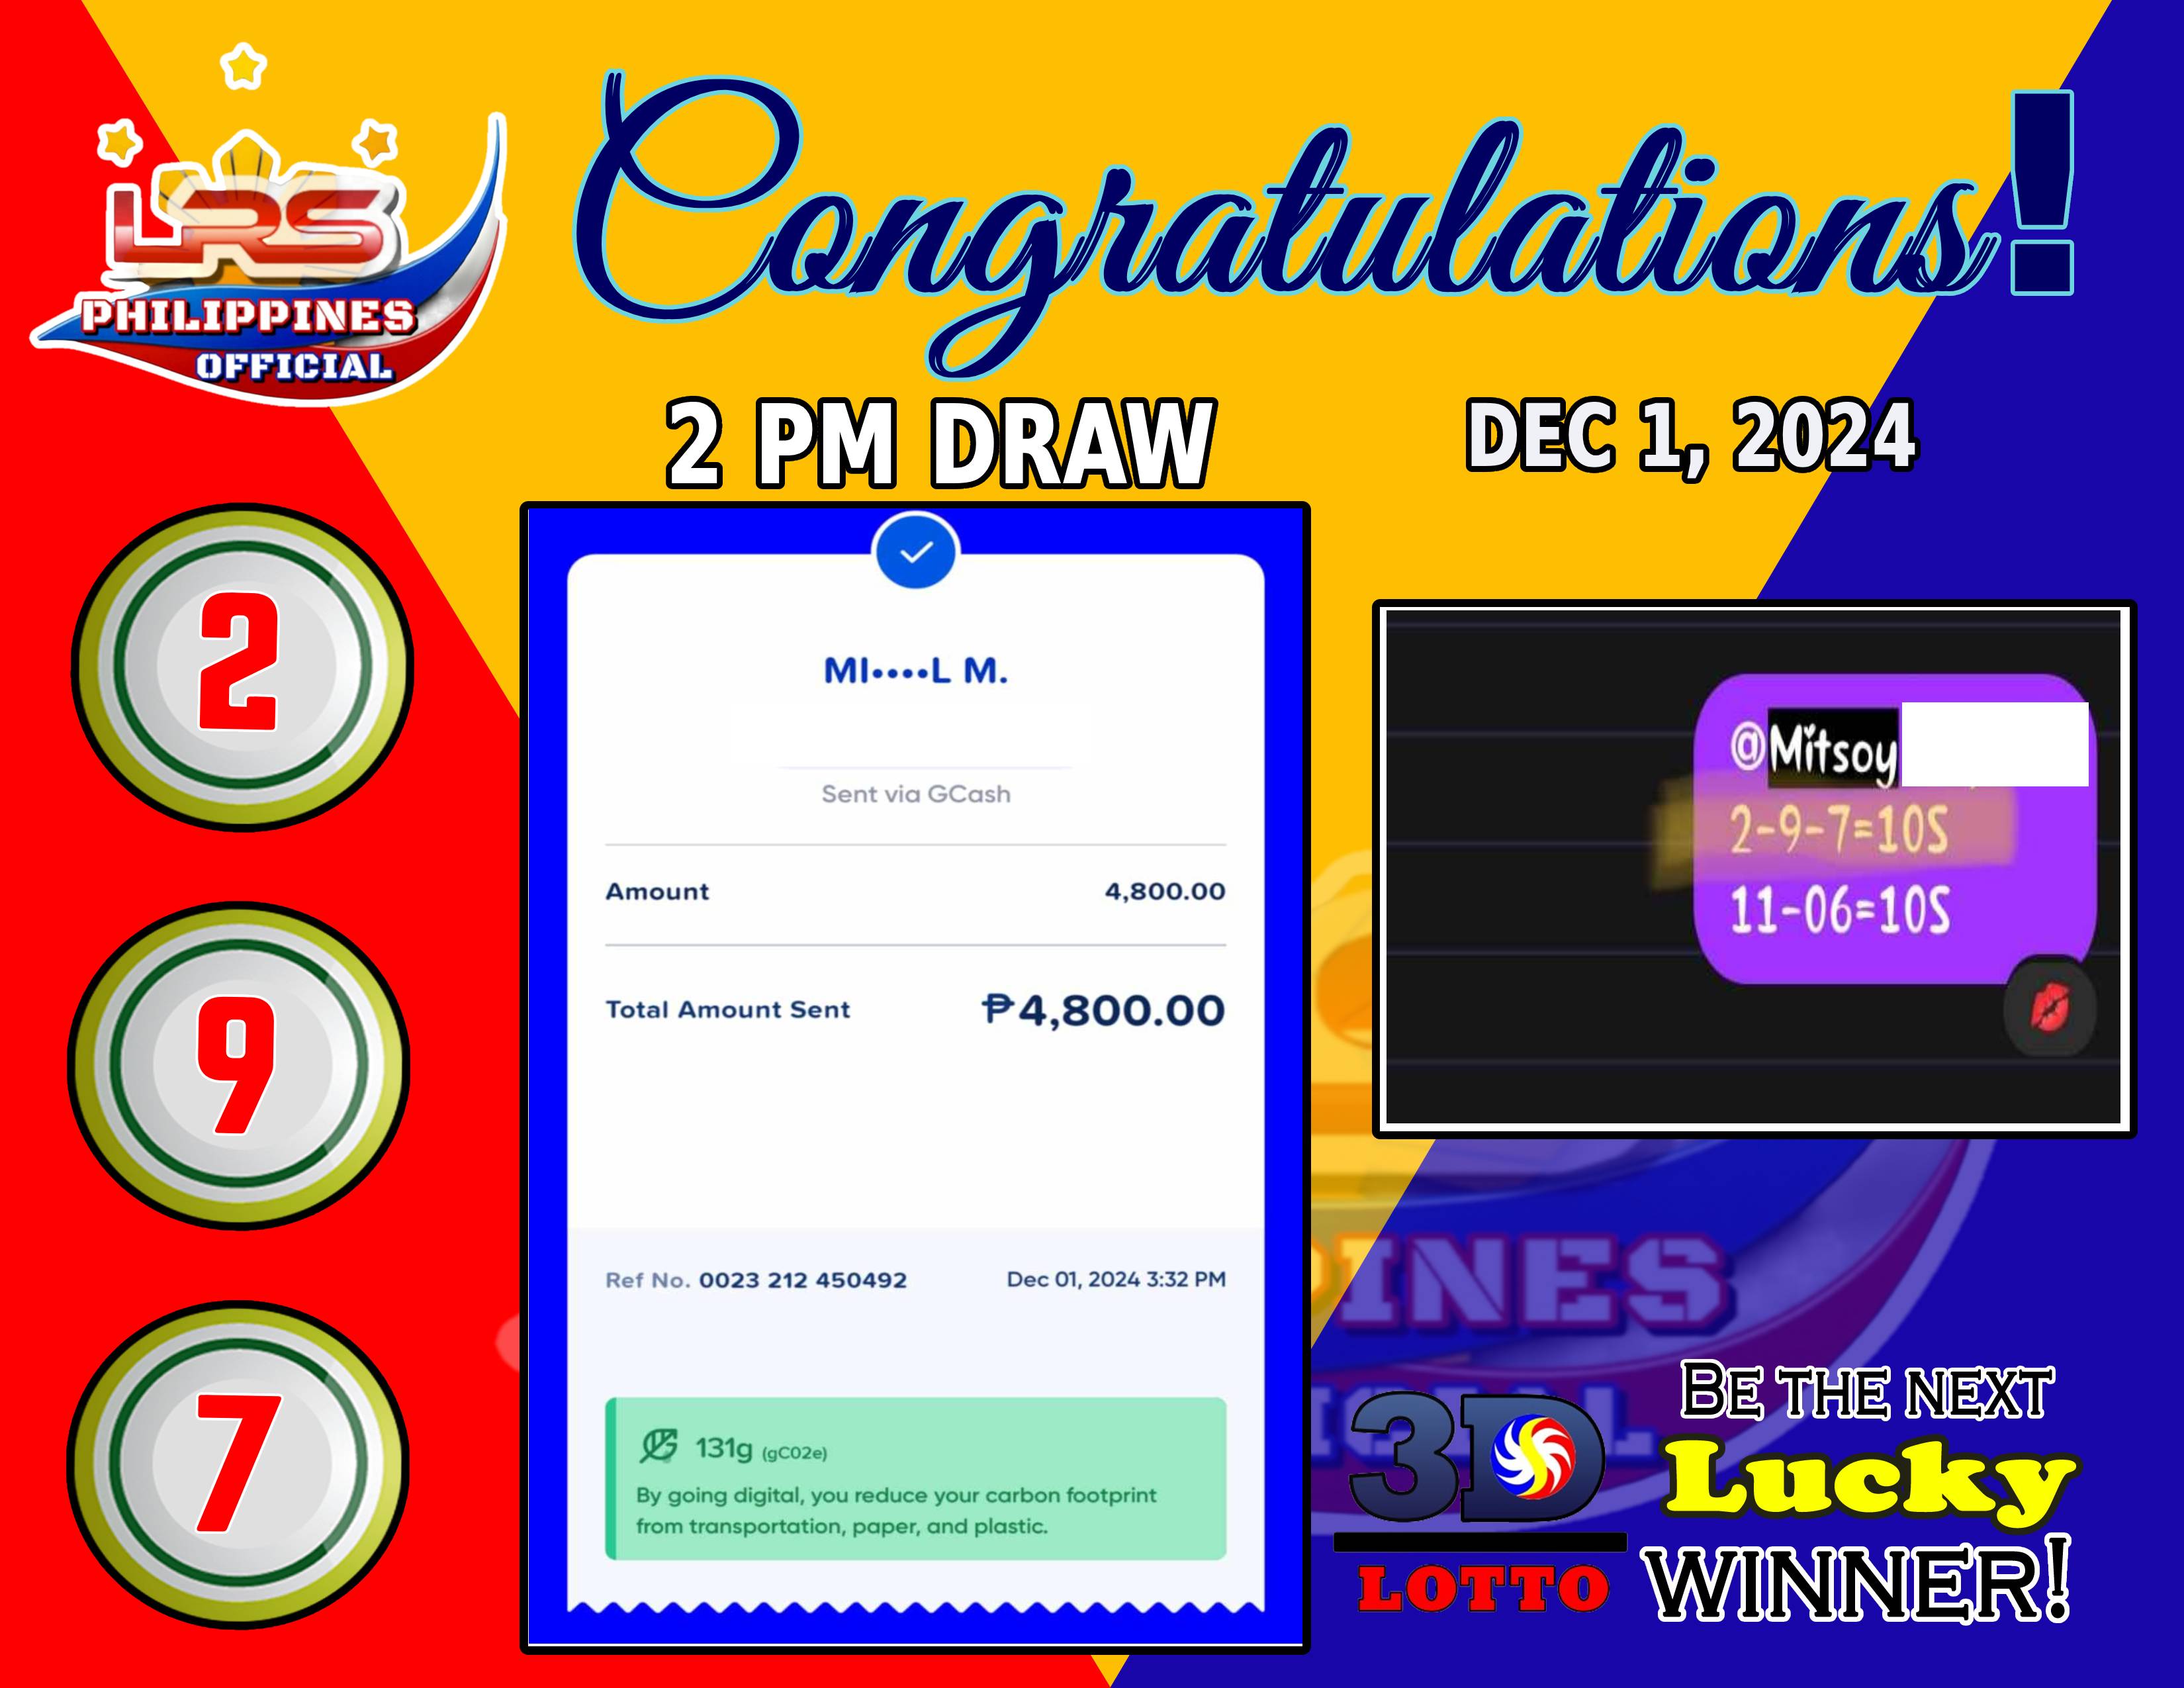 LRS
PHILIPPINES
OFFICIAL
Congratulations!
2 PM DRAW
DEC 1, 2024
2
9
7
MI••••L M.
Sent via GCash
Amount 4,800.00
Total Amount Sent ₱4,800.00
Ref No. 0023 212 450492 Dec 01, 2024 3:32 PM
131g (gCO2e)
By going digital, you reduce your carbon footprint
from transportation, paper, and plastic.
@Mitsoy
2-9-7=10S
11-06=10S
PINES
ICIAL
3D
LOTTO
BE THE NEXT
Lucky
WINNER!